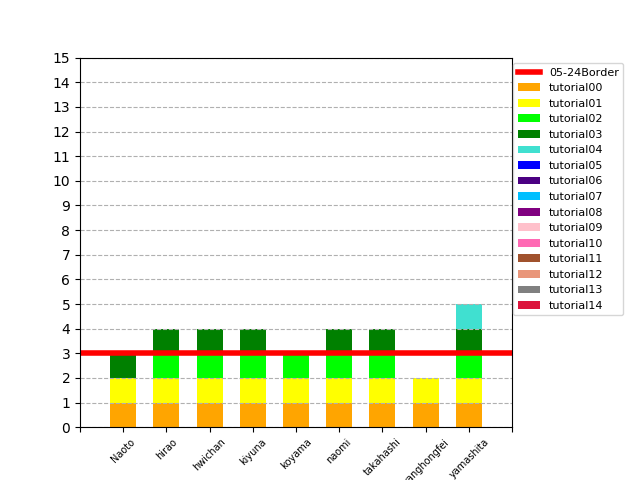 15
14
13
12
11
10
9
8
7
6
5
4
3
2
1
0
Naoto
hirao
hwichan
kiyuna
koyama
naomi
takahashi
yamashita
05-24Border
tutorial00
tutorial01
tutorial02
tutorial03
tutorial04
tutorial05
tutorial06
tutorial07
tutorial08
tutorial09
tutorial10
tutorial11
tutorial12
tutorial13
tutorial14